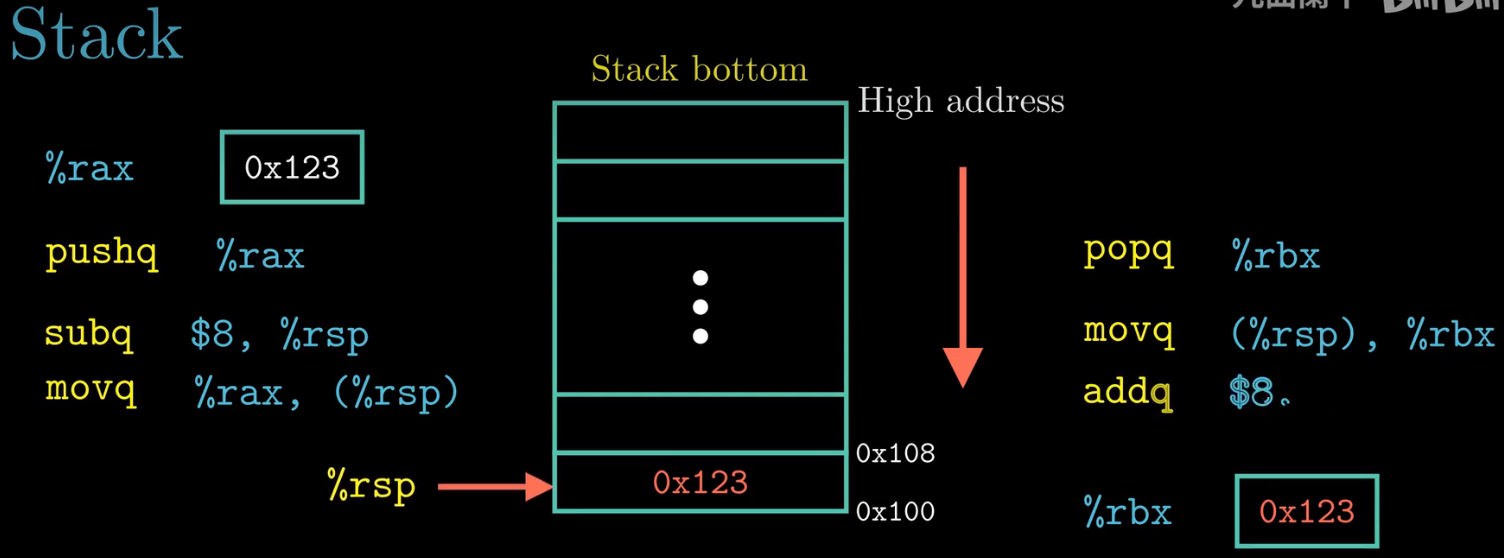 Stack
Stack bottom
High address
%rax 0x123
pushq %rax
subq $8, %rsp
movq %rax, (%rsp)
%rsp
0x123
0x108
0x100
popq %rbx
movq (%rsp), %rbx
addq $8,
%rbx 0x123